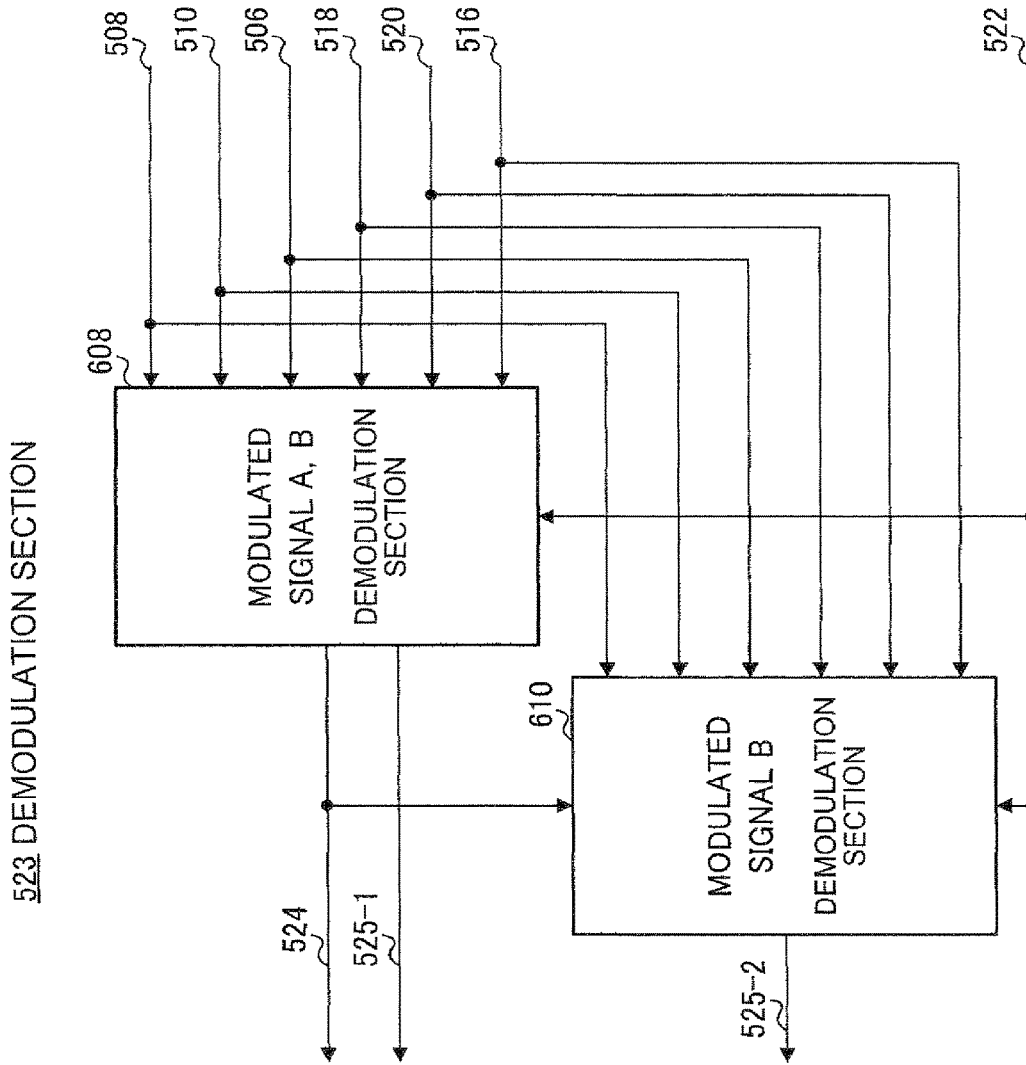 523 DEMODULATION SECTION
508
510
506
518
520
516
522
608
MODULATED
SIGNAL A, B
DEMODULATION
SECTION
610
MODULATED
SIGNAL B
DEMODULATION
SECTION
524
525-1
525-2